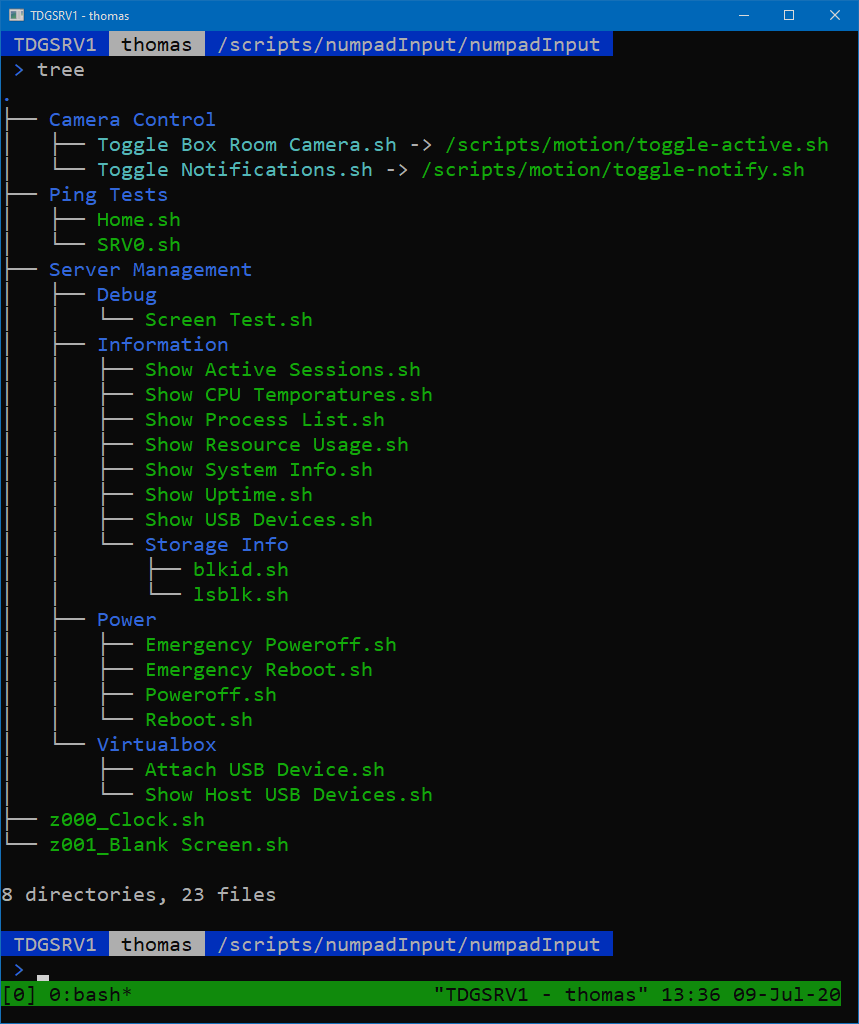 TDGSRV1 - thomas
TDGSRV1 thomas /scripts/numpadInput/numpadInput
> tree
.
├── Camera Control
│   ├── Toggle Box Room Camera.sh -> /scripts/motion/toggle-active.sh
│   └── Toggle Notifications.sh -> /scripts/motion/toggle-notify.sh
├── Ping Tests
│   ├── Home.sh
│   └── SRV0.sh
├── Server Management
│   ├── Debug
│   │   └── Screen Test.sh
│   ├── Information
│   │   ├── Show Active Sessions.sh
│   │   ├── Show CPU Temporatures.sh
│   │   ├── Show Process List.sh
│   │   ├── Show Resource Usage.sh
│   │   ├── Show System Info.sh
│   │   ├── Show Uptime.sh
│   │   ├── Show USB Devices.sh
│   │   └── Storage Info
│   │       ├── blkid.sh
│   │       └── lsblk.sh
│   ├── Power
│   │   ├── Emergency Poweroff.sh
│   │   ├── Emergency Reboot.sh
│   │   ├── Poweroff.sh
│   │   └── Reboot.sh
│   └── Virtualbox
│       ├── Attach USB Device.sh
│       └── Show Host USB Devices.sh
├── z000_Clock.sh
└── z001_Blank Screen.sh
8 directories, 23 files
TDGSRV1 thomas /scripts/numpadInput/numpadInput
>
[0] 0:bash* "TDGSRV1 - thomas" 13:36 09-Jul-20